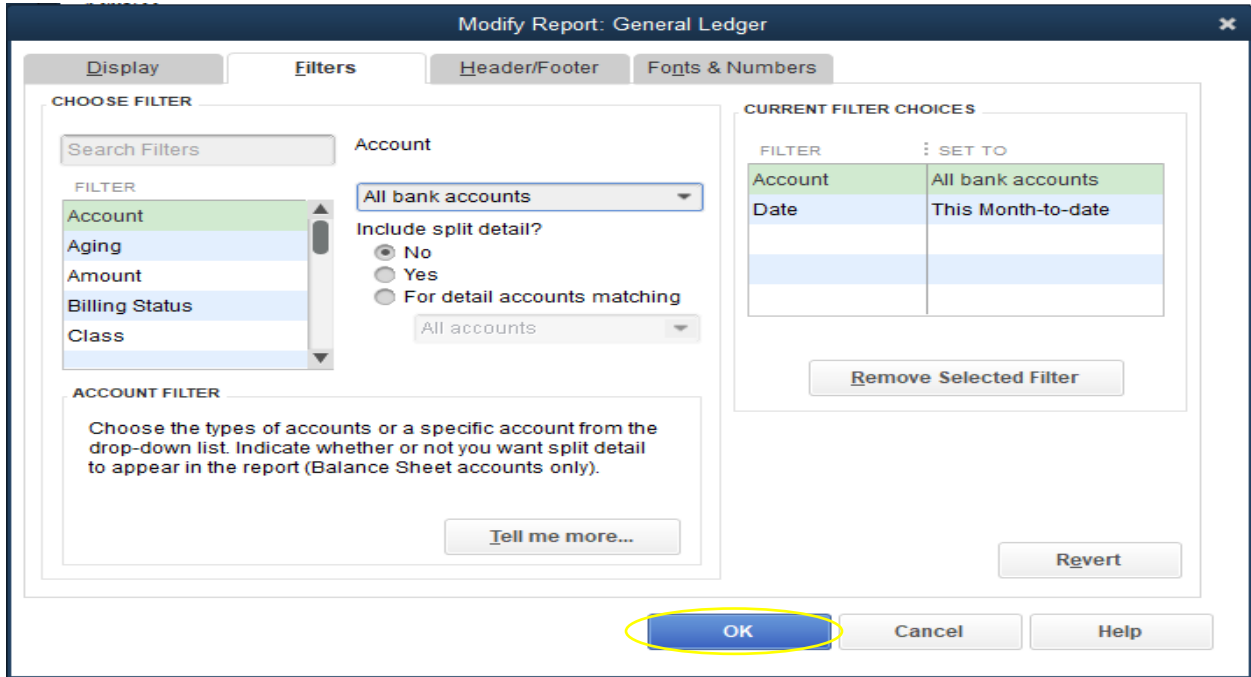 Modify Report: General Ledger
Display
Filters
Header/Footer
Fonts & Numbers
CHOOSE FILTER
Search Filters
FILTER
Account
Aging
Amount
Billing Status
Class
Account
All bank accounts
Include split detail?
No
Yes
For detail accounts matching
All accounts
ACCOUNT FILTER
Choose the types of accounts or a specific account from the
drop-down list. Indicate whether or not you want split detail
to appear in the report (Balance Sheet accounts only).
Tell me more...
CURRENT FILTER CHOICES
FILTER SET TO
Account All bank accounts
Date This Month-to-date
Remove Selected Filter
Revert
OK
Cancel
Help